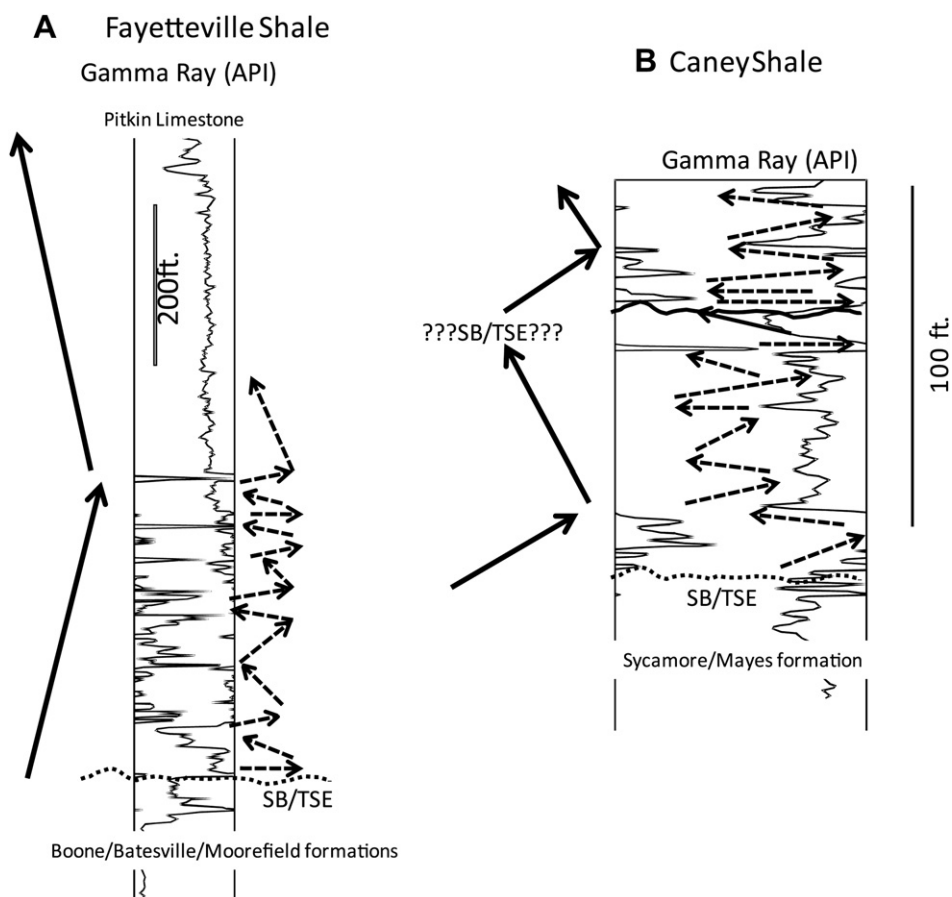 A Fayetteville Shale
Gamma Ray (API)
Pitkin Limestone
200ft.
SB/TSE
Boone/Batesville/Moorefield formations
B CaneyShale
Gamma Ray (API)
???SB/TSE???
100 ft.
SB/TSE
Sycamore/Mayes formation